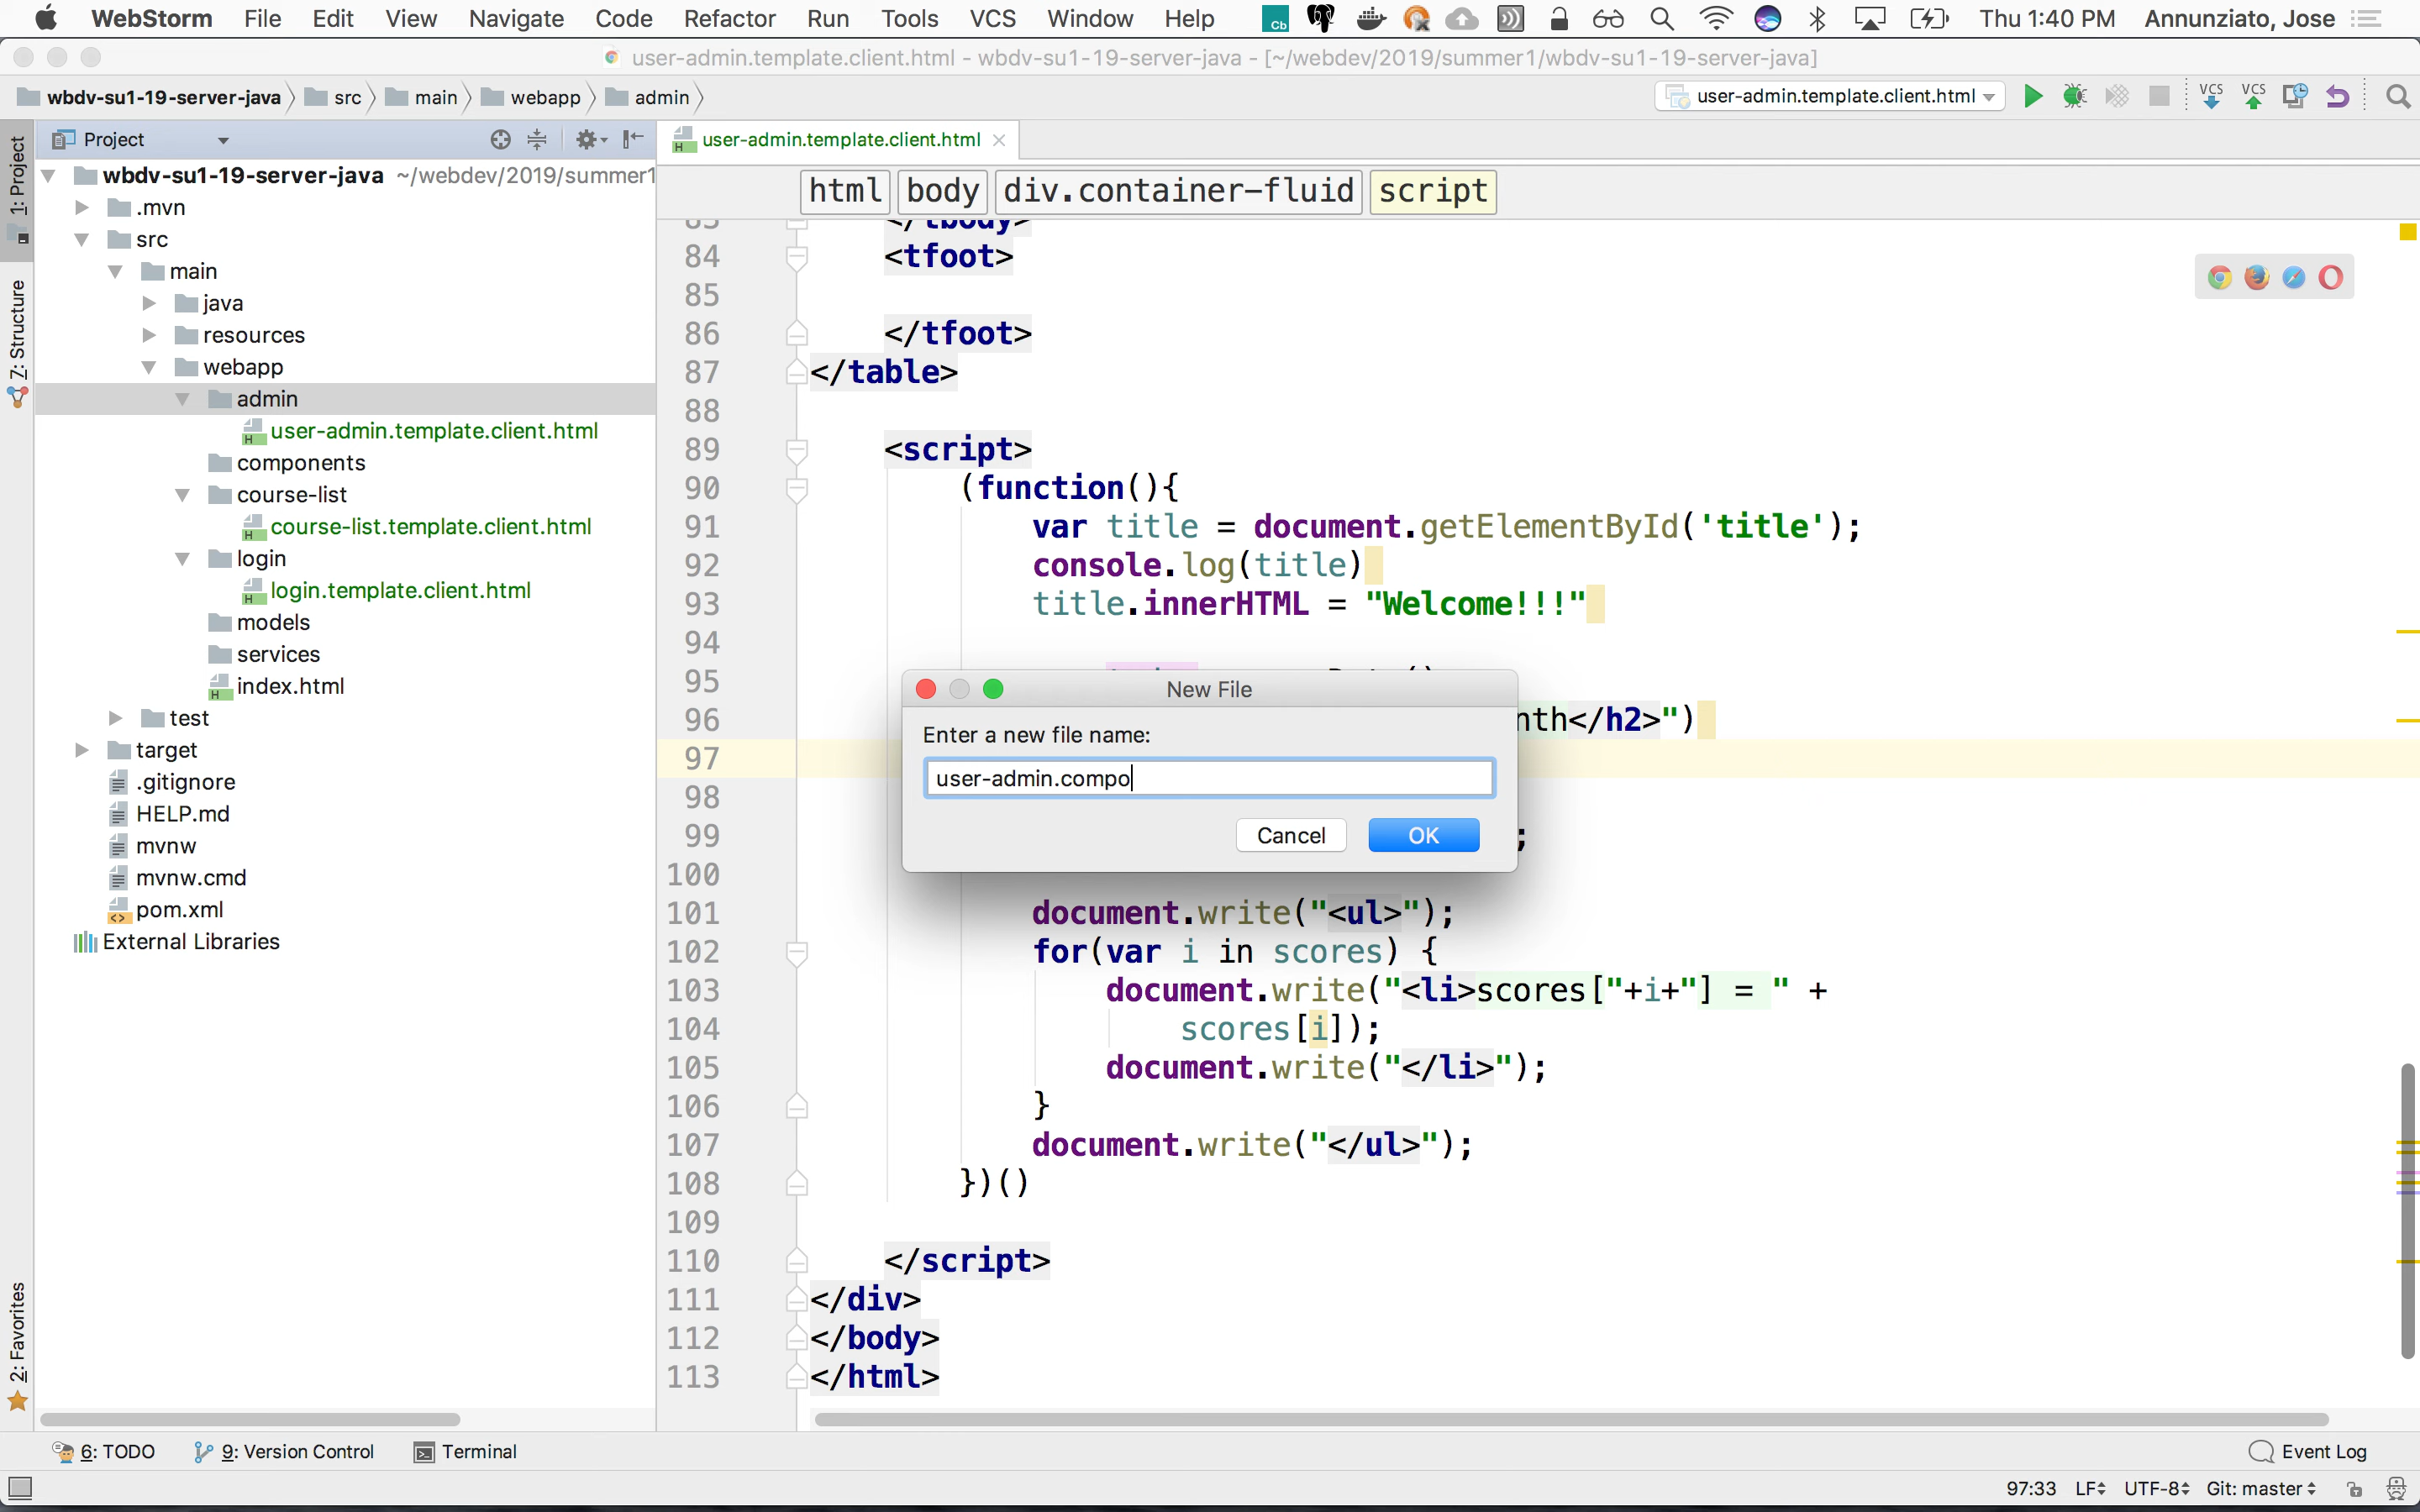 WebStorm File Edit View Navigate Code Refactor Run Tools VCS Window Help Cb Thu 1:40 PM Annunziato, Jose
user-admin.template.client.html - wbdv-su1-19-server-java - [~/webdev/2019/summer1/wbdv-su1-19-server-java]
wbdv-su1-19-server-java src main webapp admin user-admin.template.client.html VCS VCS
Project user-admin.template.client.html
1: Project
7: Structure
2: Favorites
wbdv-su1-19-server-java ~/webdev/2019/summer1
.mvn
src
main
java
resources
webapp
admin
user-admin.template.client.html
components
course-list
course-list.template.client.html
login
login.template.client.html
models
services
index.html
test
target
.gitignore
HELP.md
mvnw
mvnw.cmd
pom.xml
External Libraries
html body div.container-fluid script
83 </tbody>
84 <tfoot>
85
86 </tfoot>
87 </table>
88
89 <script>
90 (function(){
91 var title = document.getElementById('title');
92 console.log(title)
93 title.innerHTML = "Welcome!!!"
94
95
96 nth</h2>")
97
98
99 ;
100
101 document.write("<ul>");
102 for(var i in scores) {
103 document.write("<li>scores["+i+"] = " +
104 scores[i]);
105 document.write("</li>");
106 }
107 document.write("</ul>");
108 })()
109
110 </script>
111 </div>
112 </body>
113 </html>
New File
Enter a new file name:
user-admin.compo
Cancel OK
6: TODO 9: Version Control Terminal Event Log
97:33 LF UTF-8 Git: master